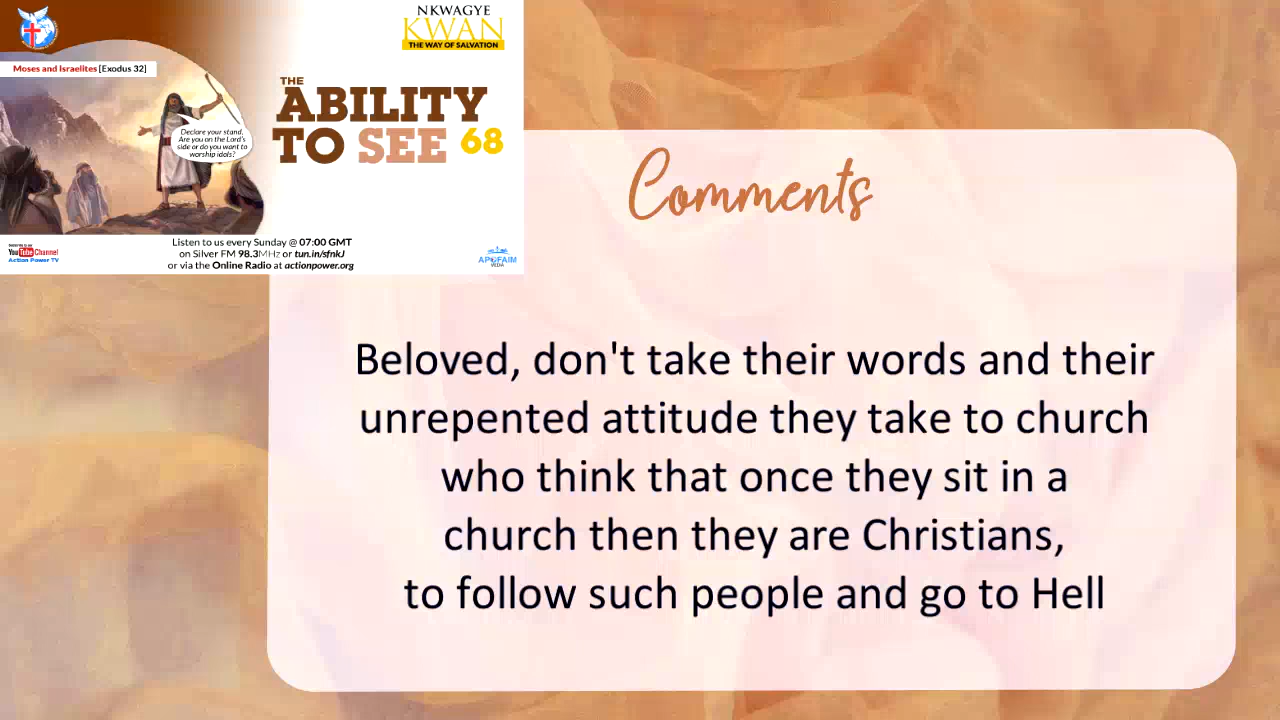 NKWAGYE
KWAN
THE WAY OF SALVATION
Moses and Israelites [Exodus 32]
THE
ABILITY
TO SEE 68
Declare your stand.
Are you on the Lord's
side or do you want to
worship idols?
Listen to us every Sunday @ 07:00 GMT
on Silver FM 98.3MHz or tun.in/sfnkJ
or via the Online Radio at actionpower.org
YouTube Channel
Action Power TV
APOFAIM
MEDIA
Comments
Beloved, don't take their words and their
unrepented attitude they take to church
who think that once they sit in a
church then they are Christians,
to follow such people and go to Hell